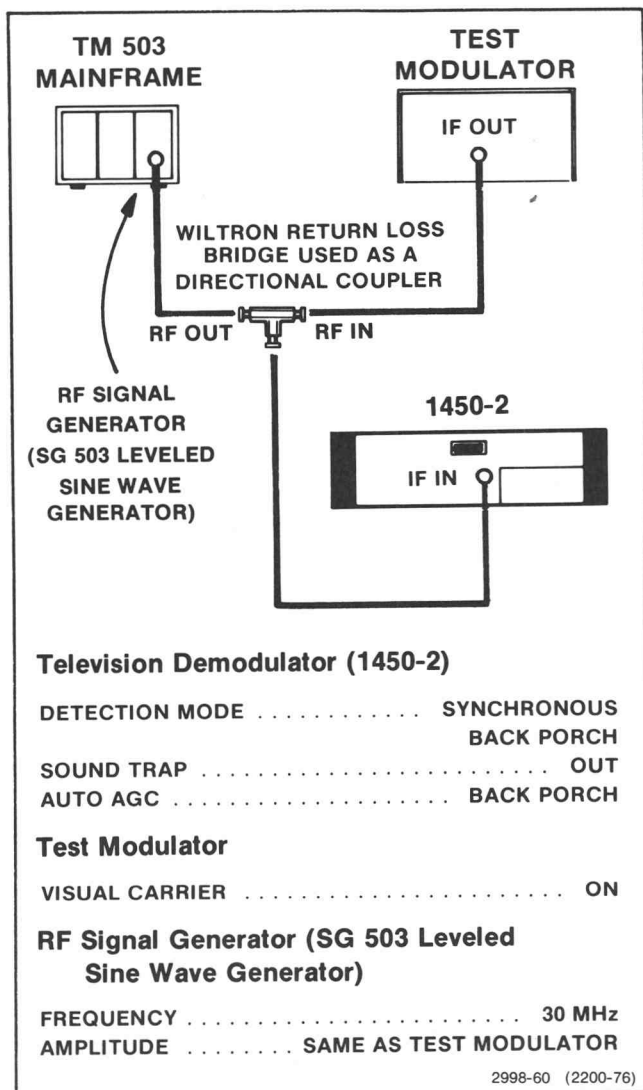 TM 503
MAINFRAME
TEST
MODULATOR
IF OUT
WILTRON RETURN LOSS
BRIDGE USED AS A
DIRECTIONAL COUPLER
RF OUT
RF IN
RF SIGNAL
GENERATOR
(SG 503 LEVELED
SINE WAVE
GENERATOR)
1450-2
IF IN
Television Demodulator (1450-2)
DETECTION MODE . . . . . . . . . . . . SYNCHRONOUS
BACK PORCH
SOUND TRAP . . . . . . . . . . . . . . . . . . . . . . . . . . OUT
AUTO AGC . . . . . . . . . . . . . . . . . . . . . BACK PORCH
Test Modulator
VISUAL CARRIER . . . . . . . . . . . . . . . . . . . . . . . . ON
RF Signal Generator (SG 503 Leveled
Sine Wave Generator)
FREQUENCY . . . . . . . . . . . . . . . . . . . . . . . . . 30 MHz
AMPLITUDE . . . . . . . . SAME AS TEST MODULATOR
2998-60 (2200-76)